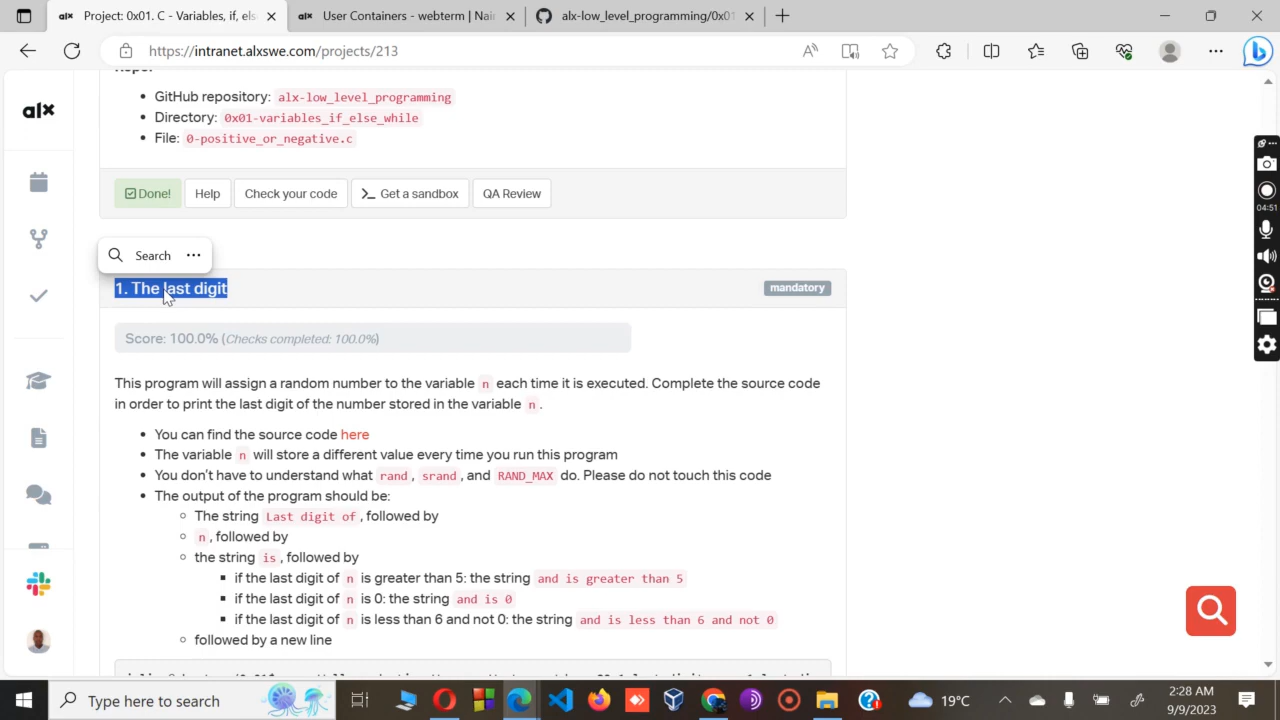 Project: 0x01. C - Variables, if, els
User Containers - webterm | Nair
alx-low_level_programming/0x01
https://intranet.alxswe.com/projects/213
alx
GitHub repository: alx-low_level_programming
Directory: 0x01-variables_if_else_while
File: 0-positive_or_negative.c
Done! Help Check your code Get a sandbox QA Review
04:51
Search ...
1. The last digit mandatory
Score: 100.0% (Checks completed: 100.0%)
This program will assign a random number to the variable n each time it is executed. Complete the source code
in order to print the last digit of the number stored in the variable n.
You can find the source code here
The variable n will store a different value every time you run this program
You don't have to understand what rand, srand, and RAND_MAX do. Please do not touch this code
The output of the program should be:
The string Last digit of, followed by
n, followed by
the string is, followed by
if the last digit of n is greater than 5: the string and is greater than 5
if the last digit of n is 0: the string and is 0
if the last digit of n is less than 6 and not 0: the string and is less than 6 and not 0
followed by a new line
Type here to search
19°C
2:28 AM
9/9/2023